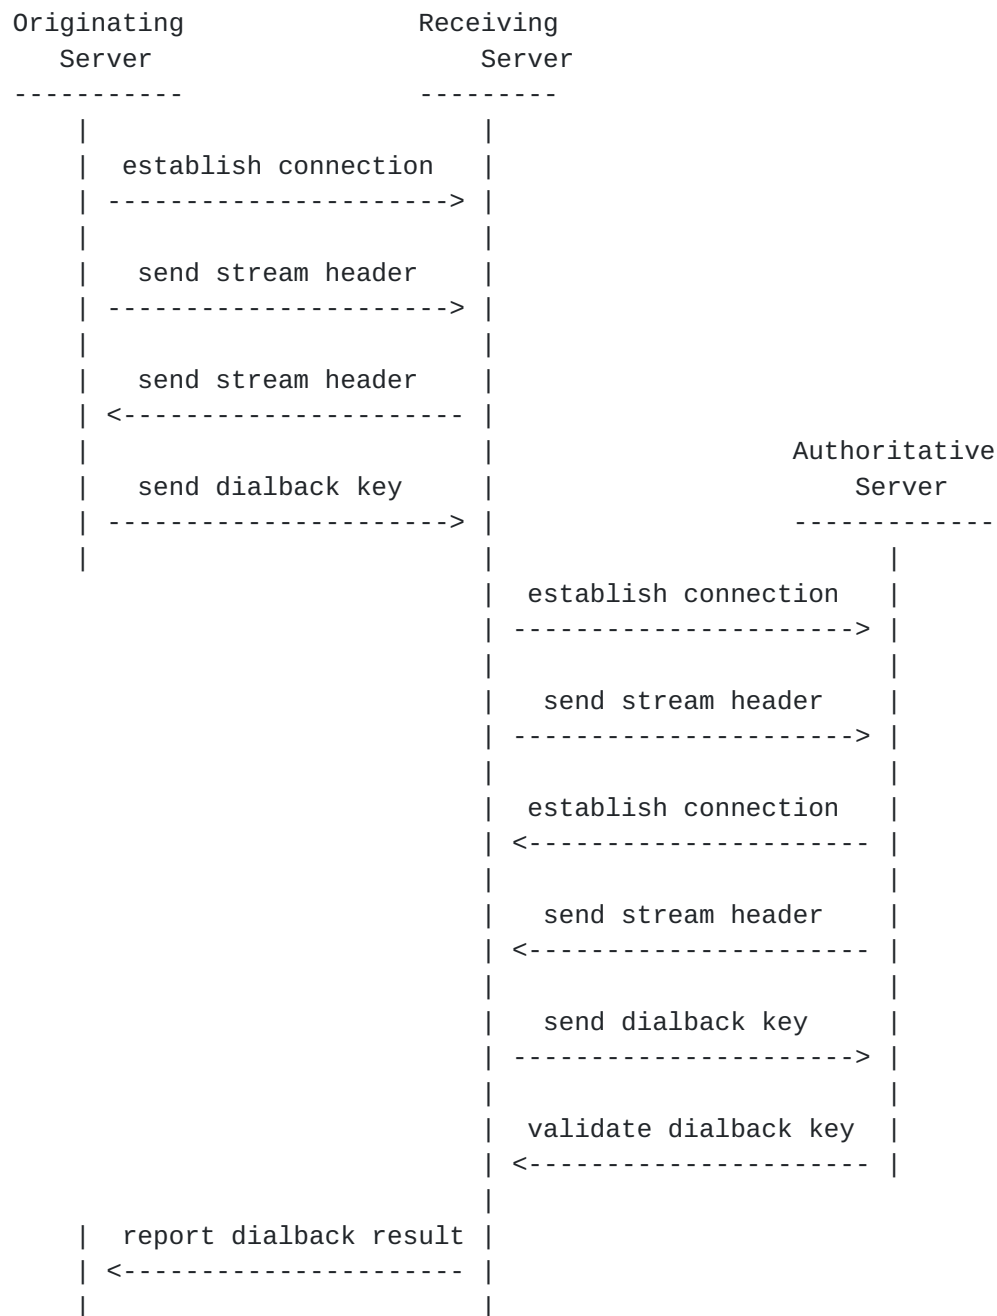 Originating                Receiving
   Server                     Server
-----------               ---------
    |                         |
    |  establish connection   |
    | ----------------------> |
    |                         |
    |   send stream header    |
    | ----------------------> |
    |                         |
    |   send stream header    |
    | <---------------------- |
    |                         |                   Authoritative
    |   send dialback key     |                       Server
    | ----------------------> |                   -------------
    |                         |                         |
                              |  establish connection   |
                              | ----------------------> |
                              |                         |
                              |   send stream header    |
                              | ----------------------> |
                              |                         |
                              |  establish connection   |
                              | <---------------------- |
                              |                         |
                              |   send stream header    |
                              | <---------------------- |
                              |                         |
                              |   send dialback key     |
                              | ----------------------> |
                              |                         |
                              |  validate dialback key  |
                              | <---------------------- |
                              |
    |  report dialback result |
    | <---------------------- |
    |                         |